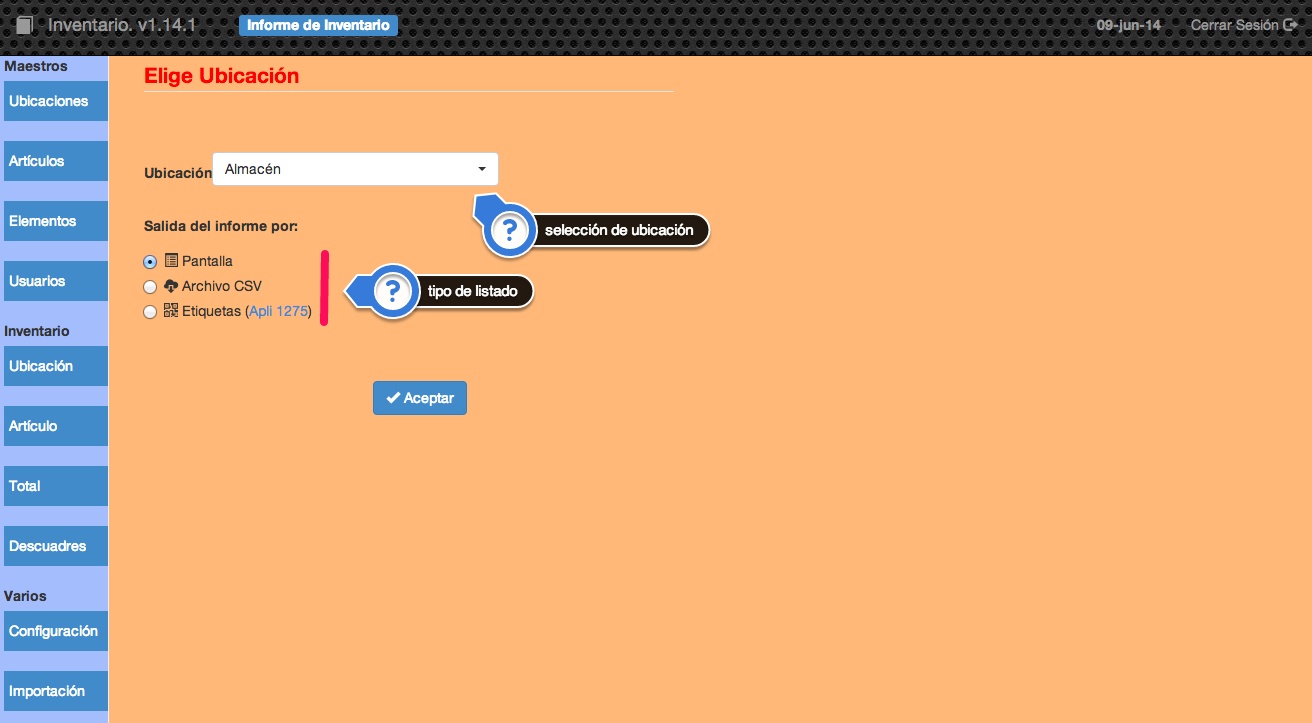 Inventario. v1.14.1
Informe de Inventario
09-jun-14
Cerrar Sesión
Maestros
Ubicaciones
Artículos
Elementos
Usuarios
Inventario
Ubicación
Artículo
Total
Descuadres
Varios
Configuración
Importación
Elige Ubicación
Ubicación Almacén
? selección de ubicación
Salida del informe por:
Pantalla
Archivo CSV
Etiquetas (Apli 1275)
? tipo de listado
Aceptar